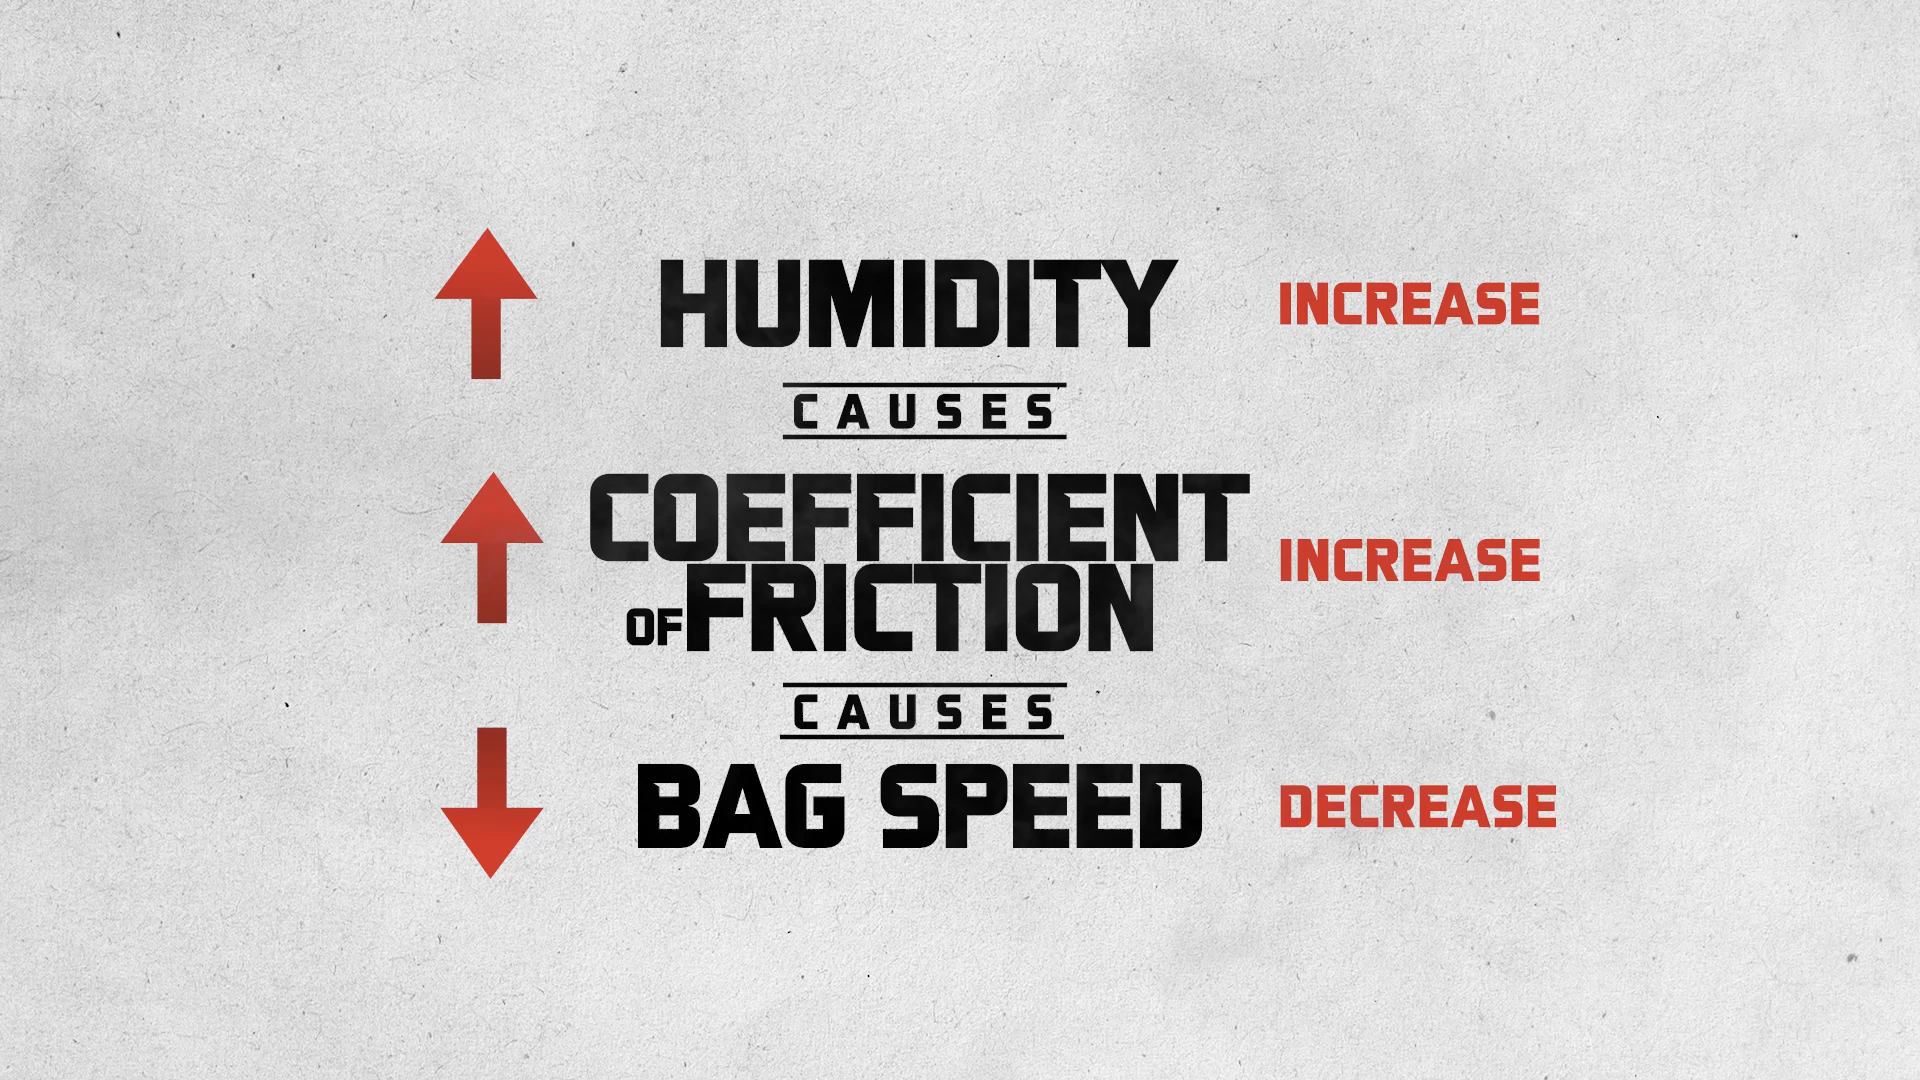 HUMIDITY INCREASE
CAUSES
COEFFICIENT
OF FRICTION INCREASE
CAUSES
BAG SPEED DECREASE